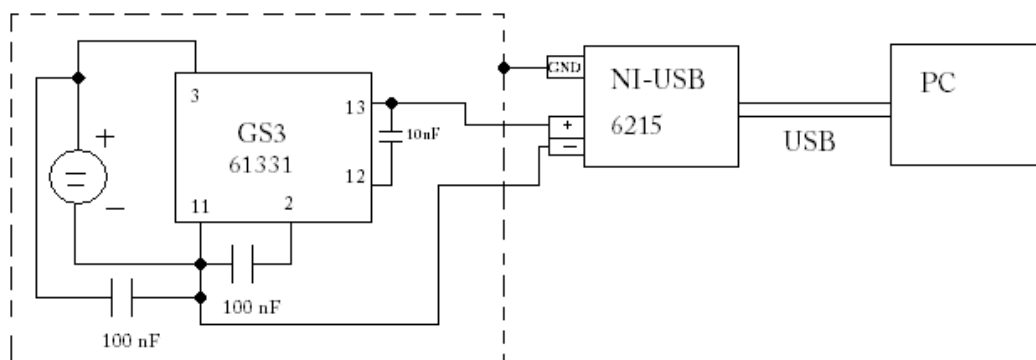 3
13
GS3
61331
10nF
12
11
2
+
−
100 nF
100 nF
GND
+
−
NI-USB
6215
USB
PC